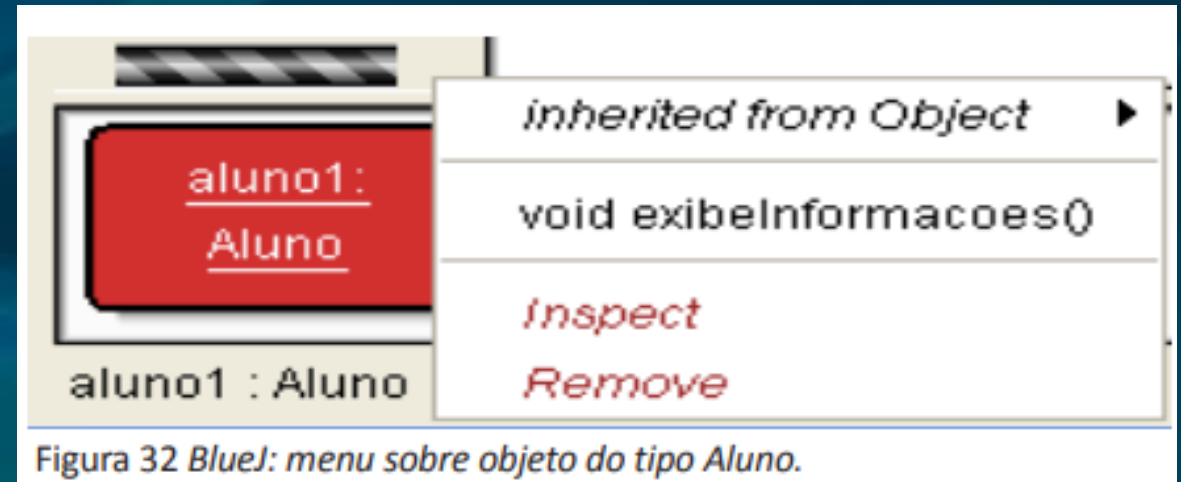 inherited from Object
aluno1:
Aluno
void exibeInformacoes()
Inspect
Remove
aluno1 : Aluno
Figura 32 BlueJ: menu sobre objeto do tipo Aluno.